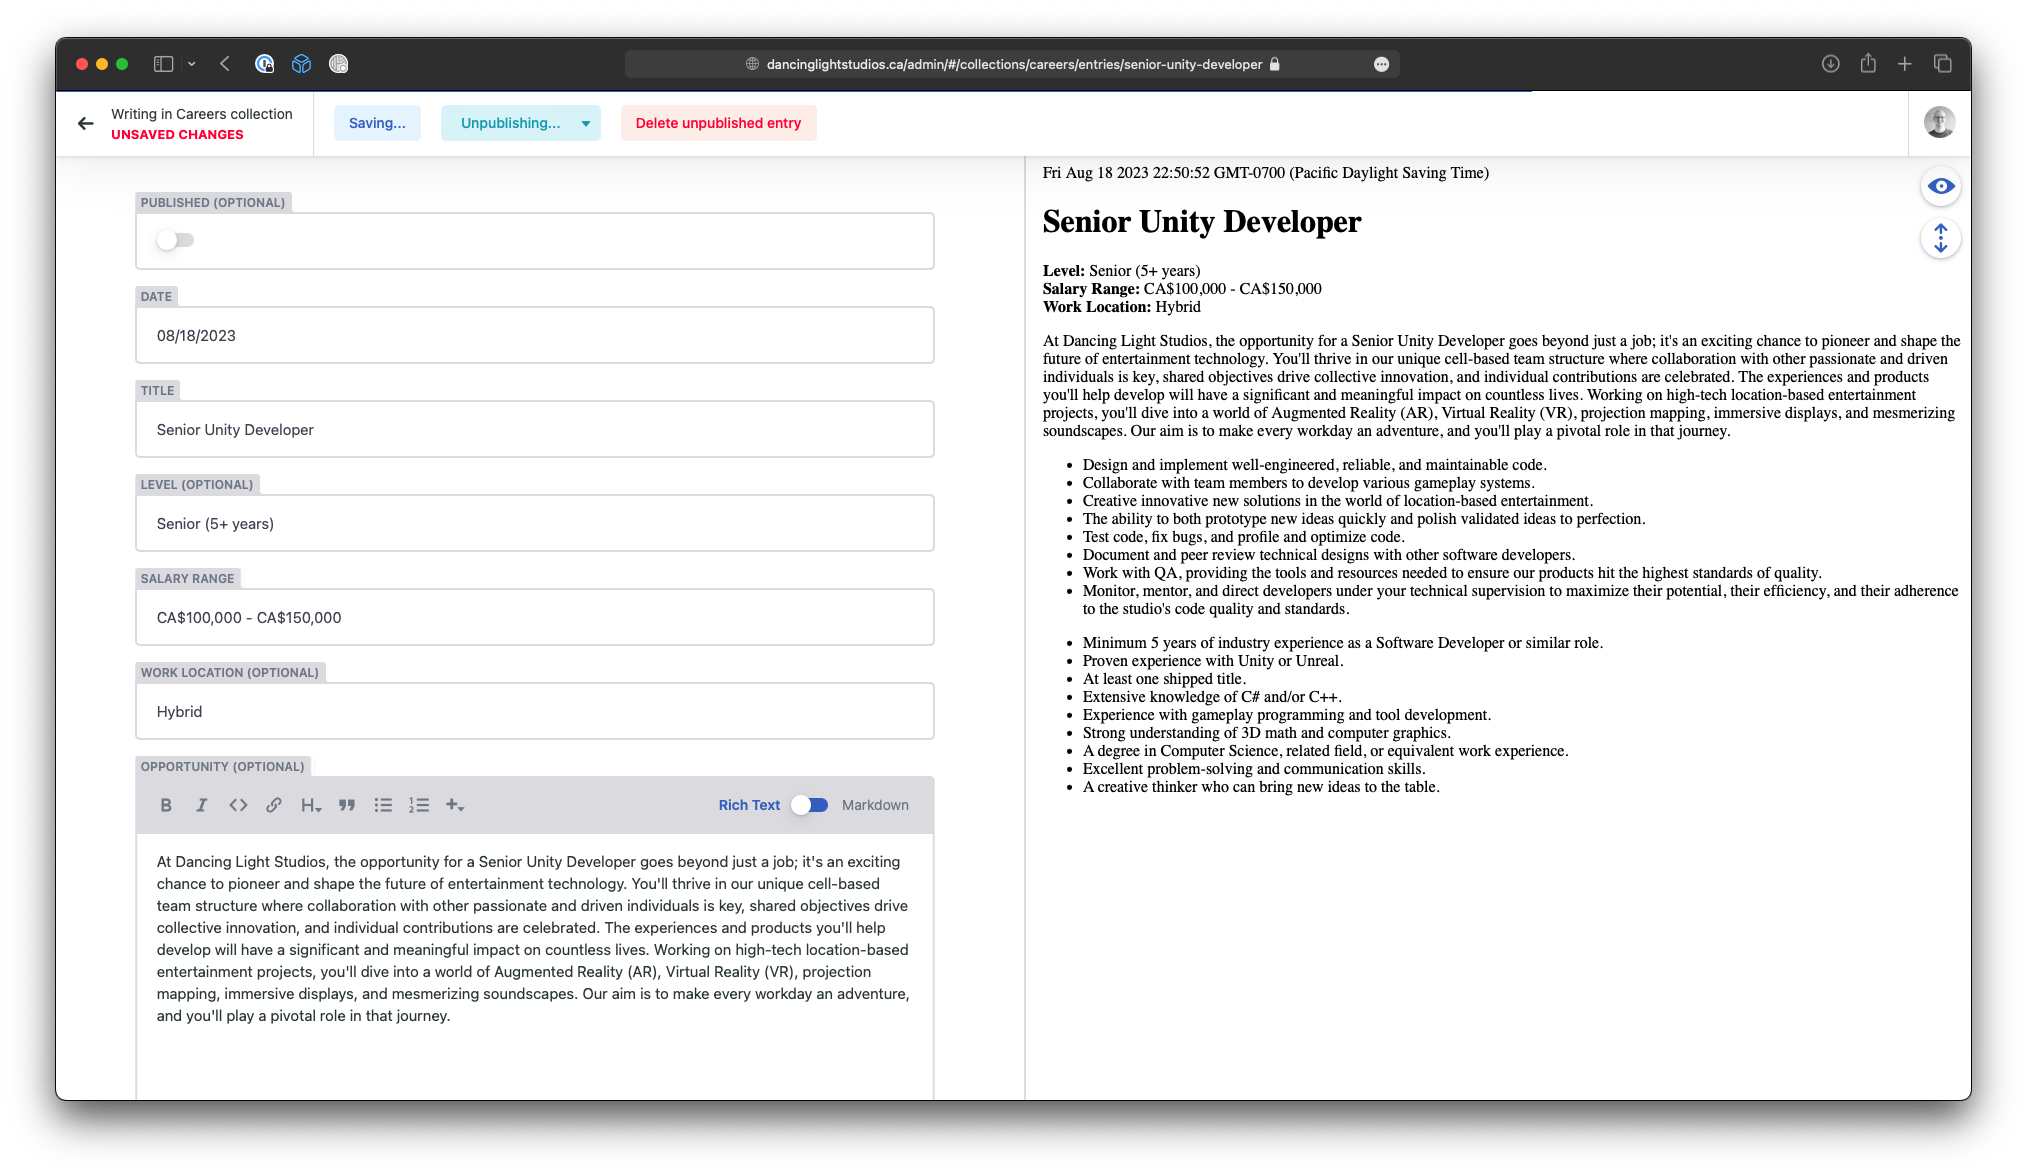 dancinglightstudios.ca/admin/#/collections/careers/entries/senior-unity-developer
Writing in Careers collection
UNSAVED CHANGES
Saving...
Unpublishing...
Delete unpublished entry
PUBLISHED (OPTIONAL)
DATE
08/18/2023
TITLE
Senior Unity Developer
LEVEL (OPTIONAL)
Senior (5+ years)
SALARY RANGE
CA$100,000 - CA$150,000
WORK LOCATION (OPTIONAL)
Hybrid
OPPORTUNITY (OPTIONAL)
Rich Text
Markdown
At Dancing Light Studios, the opportunity for a Senior Unity Developer goes beyond just a job; it's an exciting
chance to pioneer and shape the future of entertainment technology. You'll thrive in our unique cell-based
team structure where collaboration with other passionate and driven individuals is key, shared objectives drive
collective innovation, and individual contributions are celebrated. The experiences and products you'll help
develop will have a significant and meaningful impact on countless lives. Working on high-tech location-based
entertainment projects, you'll dive into a world of Augmented Reality (AR), Virtual Reality (VR), projection
mapping, immersive displays, and mesmerizing soundscapes. Our aim is to make every workday an adventure,
and you'll play a pivotal role in that journey.
Fri Aug 18 2023 22:50:52 GMT-0700 (Pacific Daylight Saving Time)
Senior Unity Developer
Level: Senior (5+ years)
Salary Range: CA$100,000 - CA$150,000
Work Location: Hybrid
At Dancing Light Studios, the opportunity for a Senior Unity Developer goes beyond just a job; it's an exciting chance to pioneer and shape the
future of entertainment technology. You'll thrive in our unique cell-based team structure where collaboration with other passionate and driven
individuals is key, shared objectives drive collective innovation, and individual contributions are celebrated. The experiences and products
you'll help develop will have a significant and meaningful impact on countless lives. Working on high-tech location-based entertainment
projects, you'll dive into a world of Augmented Reality (AR), Virtual Reality (VR), projection mapping, immersive displays, and mesmerizing
soundscapes. Our aim is to make every workday an adventure, and you'll play a pivotal role in that journey.
• Design and implement well-engineered, reliable, and maintainable code.
• Collaborate with team members to develop various gameplay systems.
• Creative innovative new solutions in the world of location-based entertainment.
• The ability to both prototype new ideas quickly and polish validated ideas to perfection.
• Test code, fix bugs, and profile and optimize code.
• Document and peer review technical designs with other software developers.
• Work with QA, providing the tools and resources needed to ensure our products hit the highest standards of quality.
• Monitor, mentor, and direct developers under your technical supervision to maximize their potential, their efficiency, and their adherence
to the studio's code quality and standards.
• Minimum 5 years of industry experience as a Software Developer or similar role.
• Proven experience with Unity or Unreal.
• At least one shipped title.
• Extensive knowledge of C# and/or C++.
• Experience with gameplay programming and tool development.
• Strong understanding of 3D math and computer graphics.
• A degree in Computer Science, related field, or equivalent work experience.
• Excellent problem-solving and communication skills.
• A creative thinker who can bring new ideas to the table.